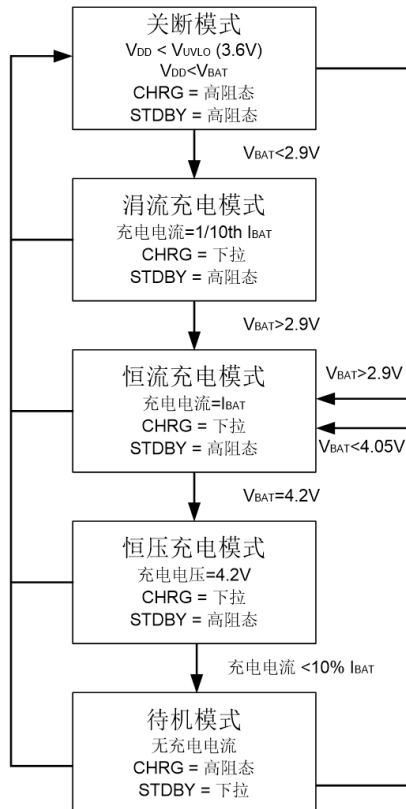 关断模式
VDD < VUVLO (3.6V)
VDD<VBAT
CHRG = 高阻态
STDBY = 高阻态
VBAT<2.9V
涓流充电模式
充电电流=1/10th IBAT
CHRG = 下拉
STDBY = 高阻态
VBAT>2.9V
恒流充电模式
充电电流=IBAT
CHRG = 下拉
STDBY = 高阻态
VBAT>2.9V
VBAT<4.05V
VBAT=4.2V
恒压充电模式
充电电压=4.2V
CHRG = 下拉
STDBY = 高阻态
充电电流 <10% IBAT
待机模式
无充电电流
CHRG = 高阻态
STDBY = 下拉